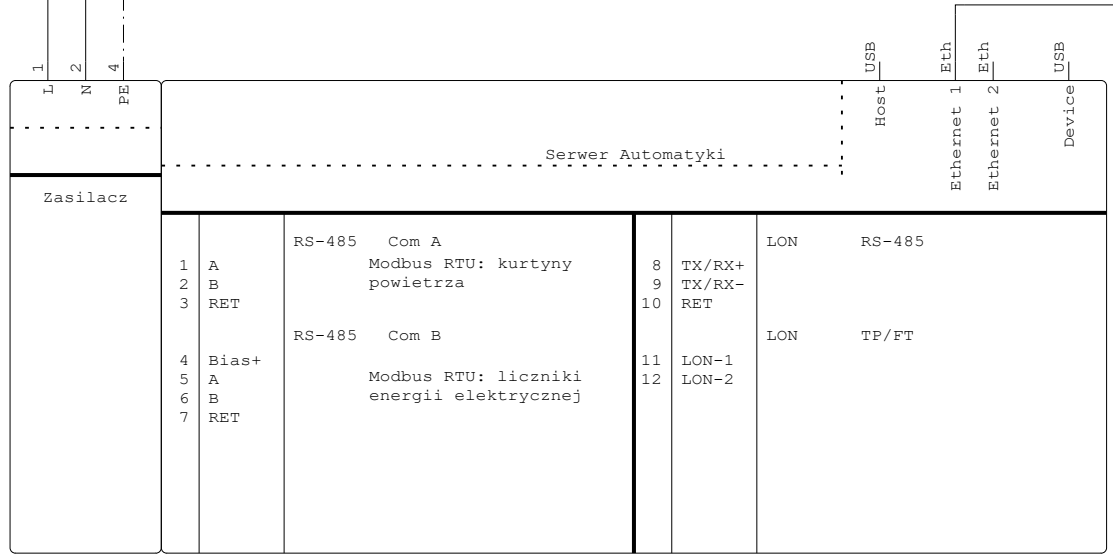 1 2 4
L N PE
USB Eth Eth USB
Host Ethernet 1 Ethernet 2 Device
Serwer Automatyki
Zasilacz
RS-485 Com A
Modbus RTU: kurtyny
powietrza
1 A
2 B
3 RET
RS-485 Com B
4 Bias+
Modbus RTU: liczniki
energii elektrycznej
5 A
6 B
7 RET
LON RS-485
8 TX/RX+
9 TX/RX-
10 RET
LON TP/FT
11 LON-1
12 LON-2